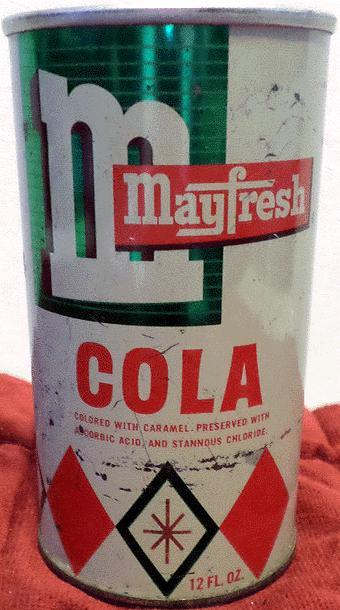 m
mayfresh
COLA
COLORED WITH CARAMEL. PRESERVED WITH
ASCORBIC ACID, AND STANNOUS CHLORIDE.
12 FL. OZ.